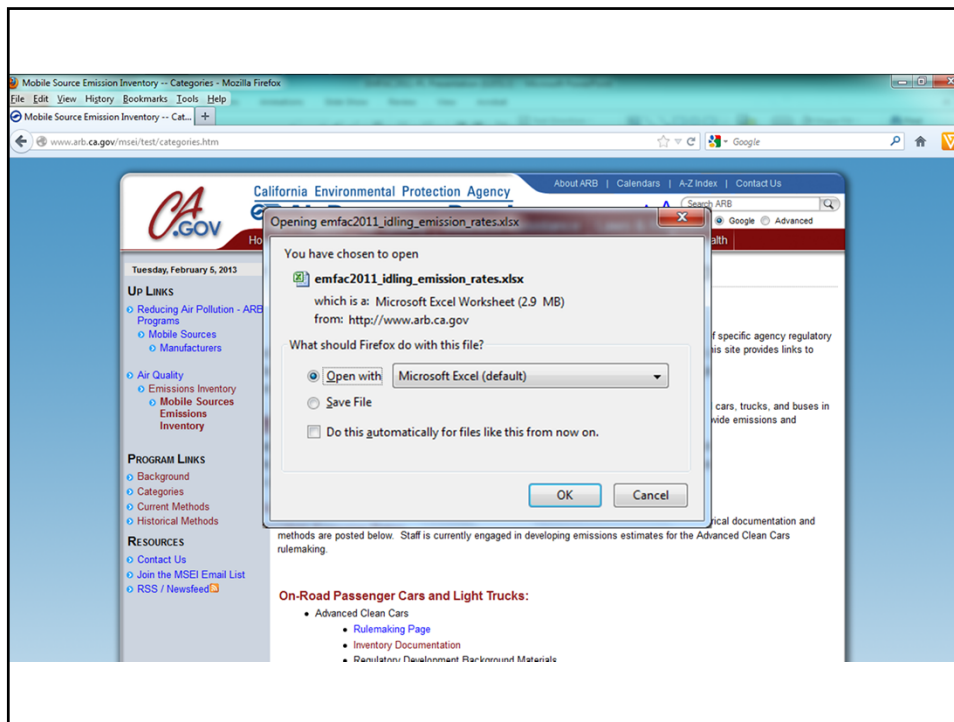 Mobile Source Emission Inventory -- Categories - Mozilla Firefox
File Edit View History Bookmarks Tools Help
Mobile Source Emission Inventory -- Cat... +
www.arb.ca.gov/msei/test/categories.htm
Google
CA
.GOV
California Environmental Protection Agency
About ARB | Calendars | A-Z Index | Contact Us
A
Search ARB
Google Advanced
Ho
alth
Tuesday, February 5, 2013
UP LINKS
Reducing Air Pollution - ARB
Programs
Mobile Sources
Manufacturers
Air Quality
Emissions Inventory
Mobile Sources
Emissions
Inventory
PROGRAM LINKS
Background
Categories
Current Methods
Historical Methods
RESOURCES
Contact Us
Join the MSEI Email List
RSS / Newsfeed
Opening emfac2011_idling_emission_rates.xlsx
You have chosen to open
emfac2011_idling_emission_rates.xlsx
which is a: Microsoft Excel Worksheet (2.9 MB)
from: http://www.arb.ca.gov
What should Firefox do with this file?
Open with Microsoft Excel (default)
Save File
Do this automatically for files like this from now on.
OK Cancel
f specific agency regulatory
his site provides links to
cars, trucks, and buses in
wide emissions and
rical documentation and
methods are posted below. Staff is currently engaged in developing emissions estimates for the Advanced Clean Cars
rulemaking.
On-Road Passenger Cars and Light Trucks:
Advanced Clean Cars
Rulemaking Page
Inventory Documentation
Regulatory Development Background Materials